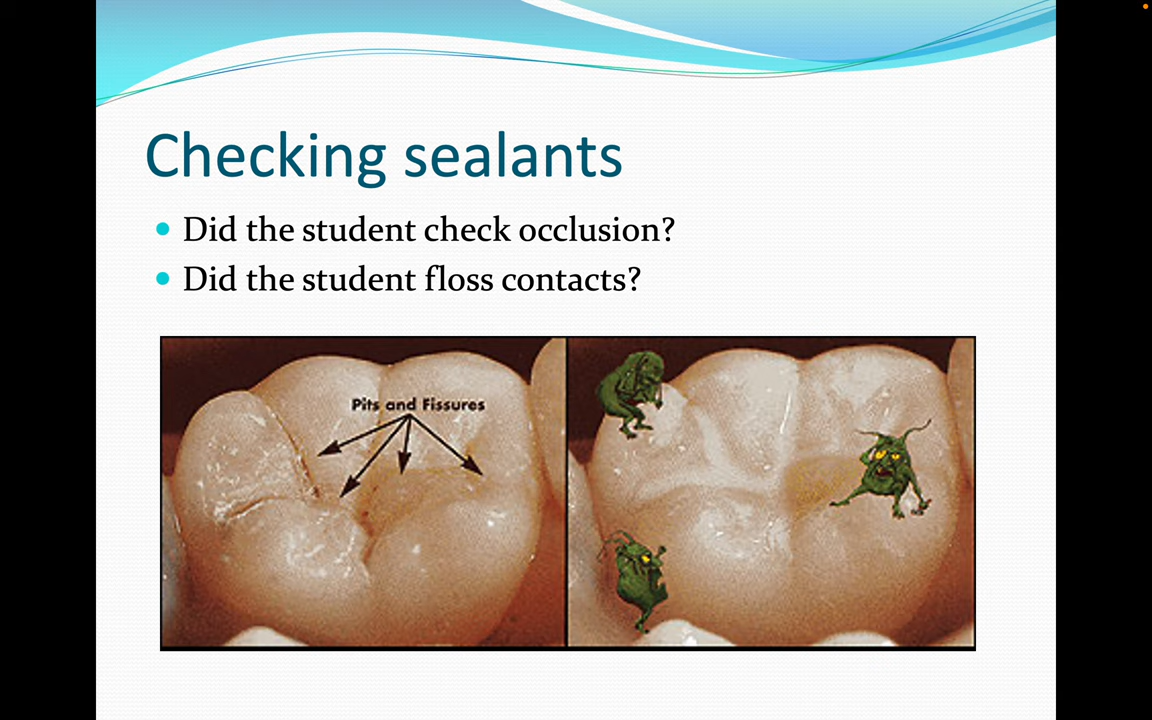 Checking sealants
Did the student check occlusion?
Did the student floss contacts?
Pits and Fissures